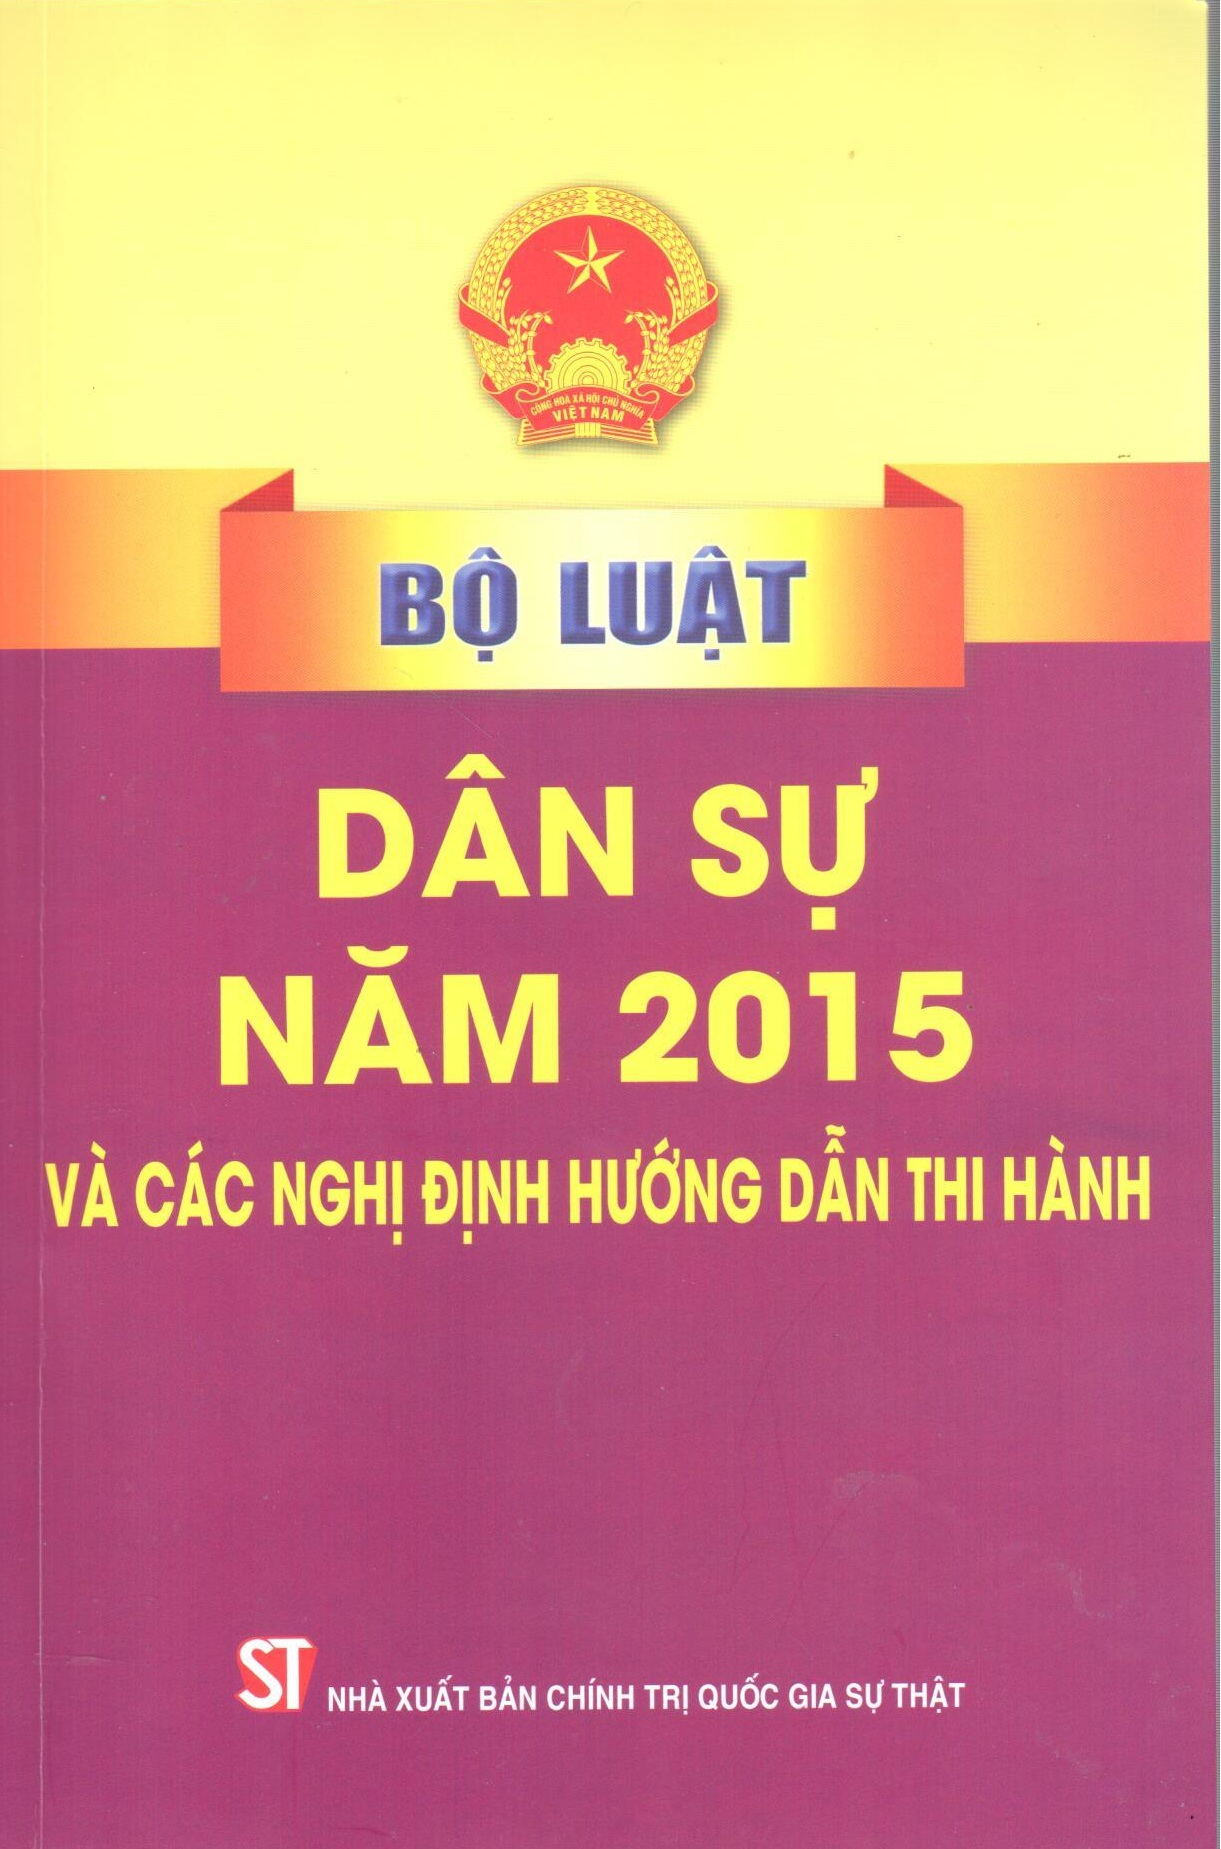 CỘNG HOÀ XÃ HỘI CHỦ NGHĨA
VIỆT NAM
BỘ LUẬT
DÂN SỰ
NĂM 2015
VÀ CÁC NGHỊ ĐỊNH HƯỚNG DẪN THI HÀNH
ST NHÀ XUẤT BẢN CHÍNH TRỊ QUỐC GIA SỰ THẬT